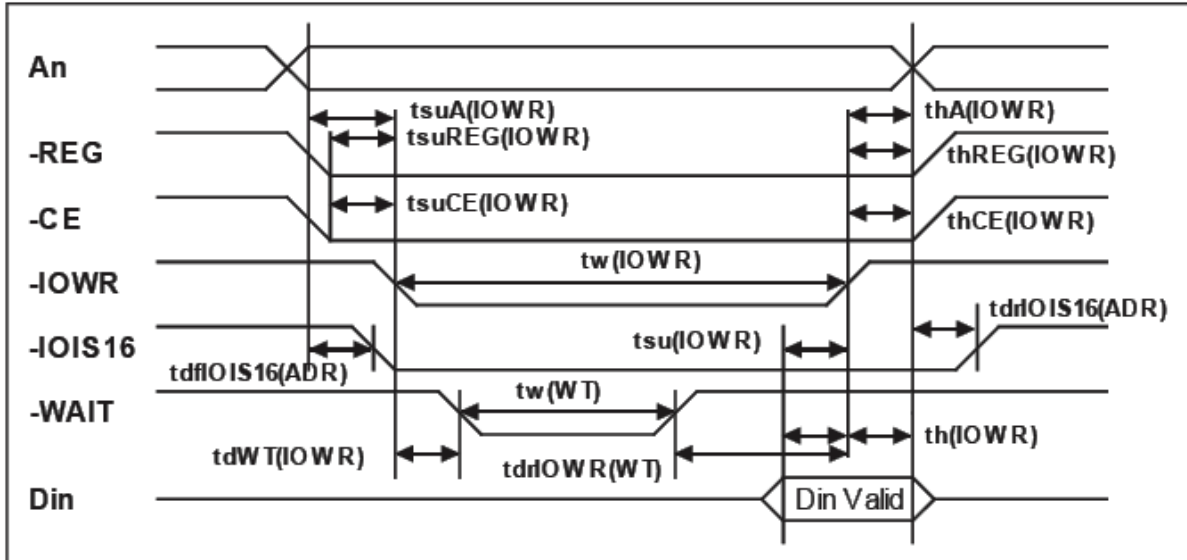 An
tsuA(IOWR)
thA(IOWR)
tsuREG(IOWR)
-REG
thREG(IOWR)
-CE
tsuCE(IOWR)
thCE(IOWR)
tw(IOWR)
-IOWR
tdrIOIS16(ADR)
-IOIS16
tsu(IOWR)
tdfIOIS16(ADR)
tw(WT)
-WAIT
th(IOWR)
tdWT(IOWR)
tdrIOWR(WT)
Din
Din Valid